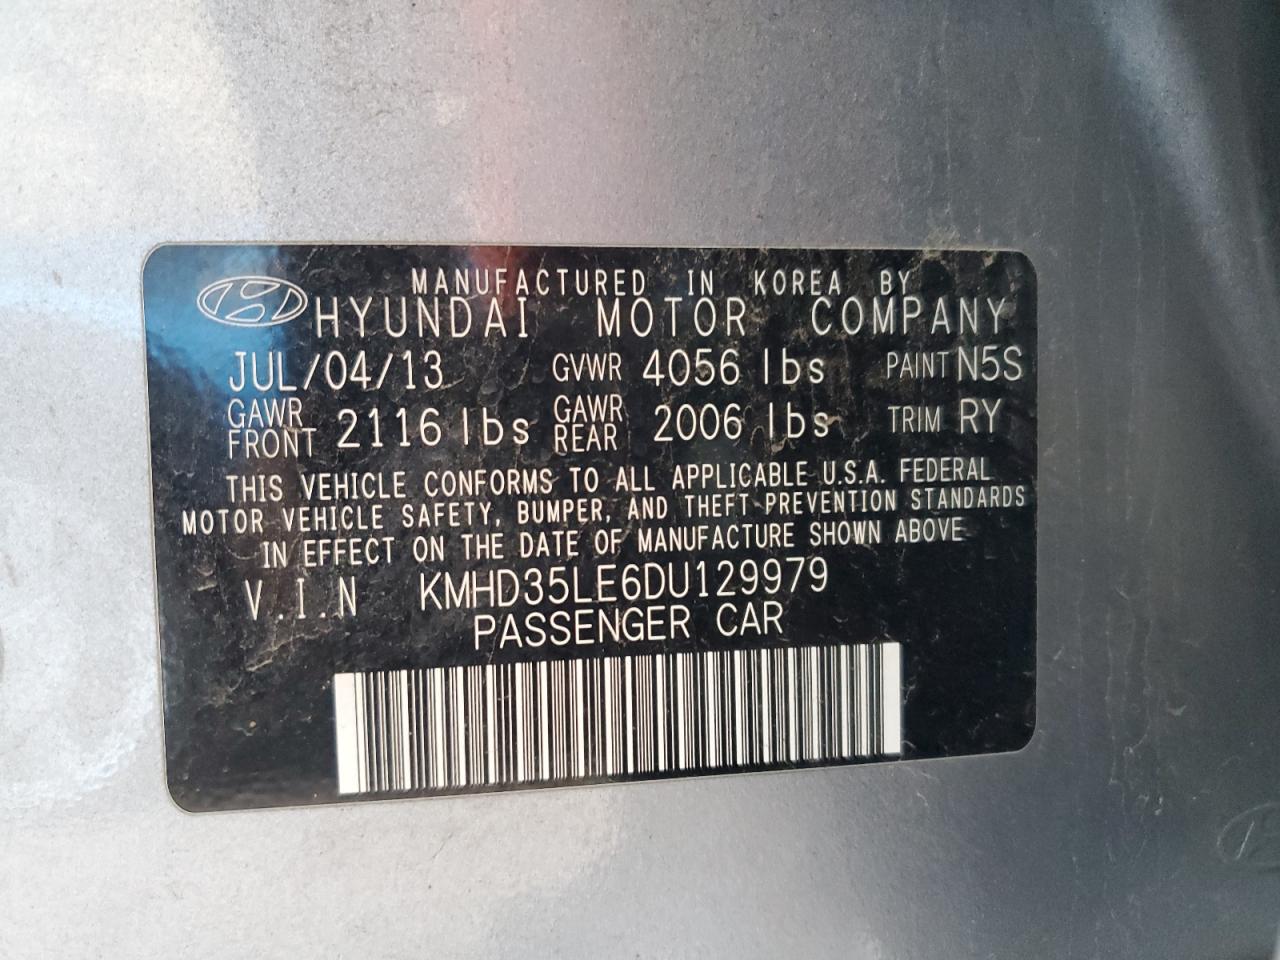 MANUFACTURED IN KOREA BY
HYUNDAI MOTOR COMPANY
JUL/04/13 GVWR 4056 lbs PAINT N5S
GAWR FRONT 2116 lbs GAWR REAR 2006 lbs TRIM RY
THIS VEHICLE CONFORMS TO ALL APPLICABLE U.S.A. FEDERAL
MOTOR VEHICLE SAFETY, BUMPER, AND THEFT PREVENTION STANDARDS
IN EFFECT ON THE DATE OF MANUFACTURE SHOWN ABOVE
V.I.N KMHD35LE6DU129979
PASSENGER CAR